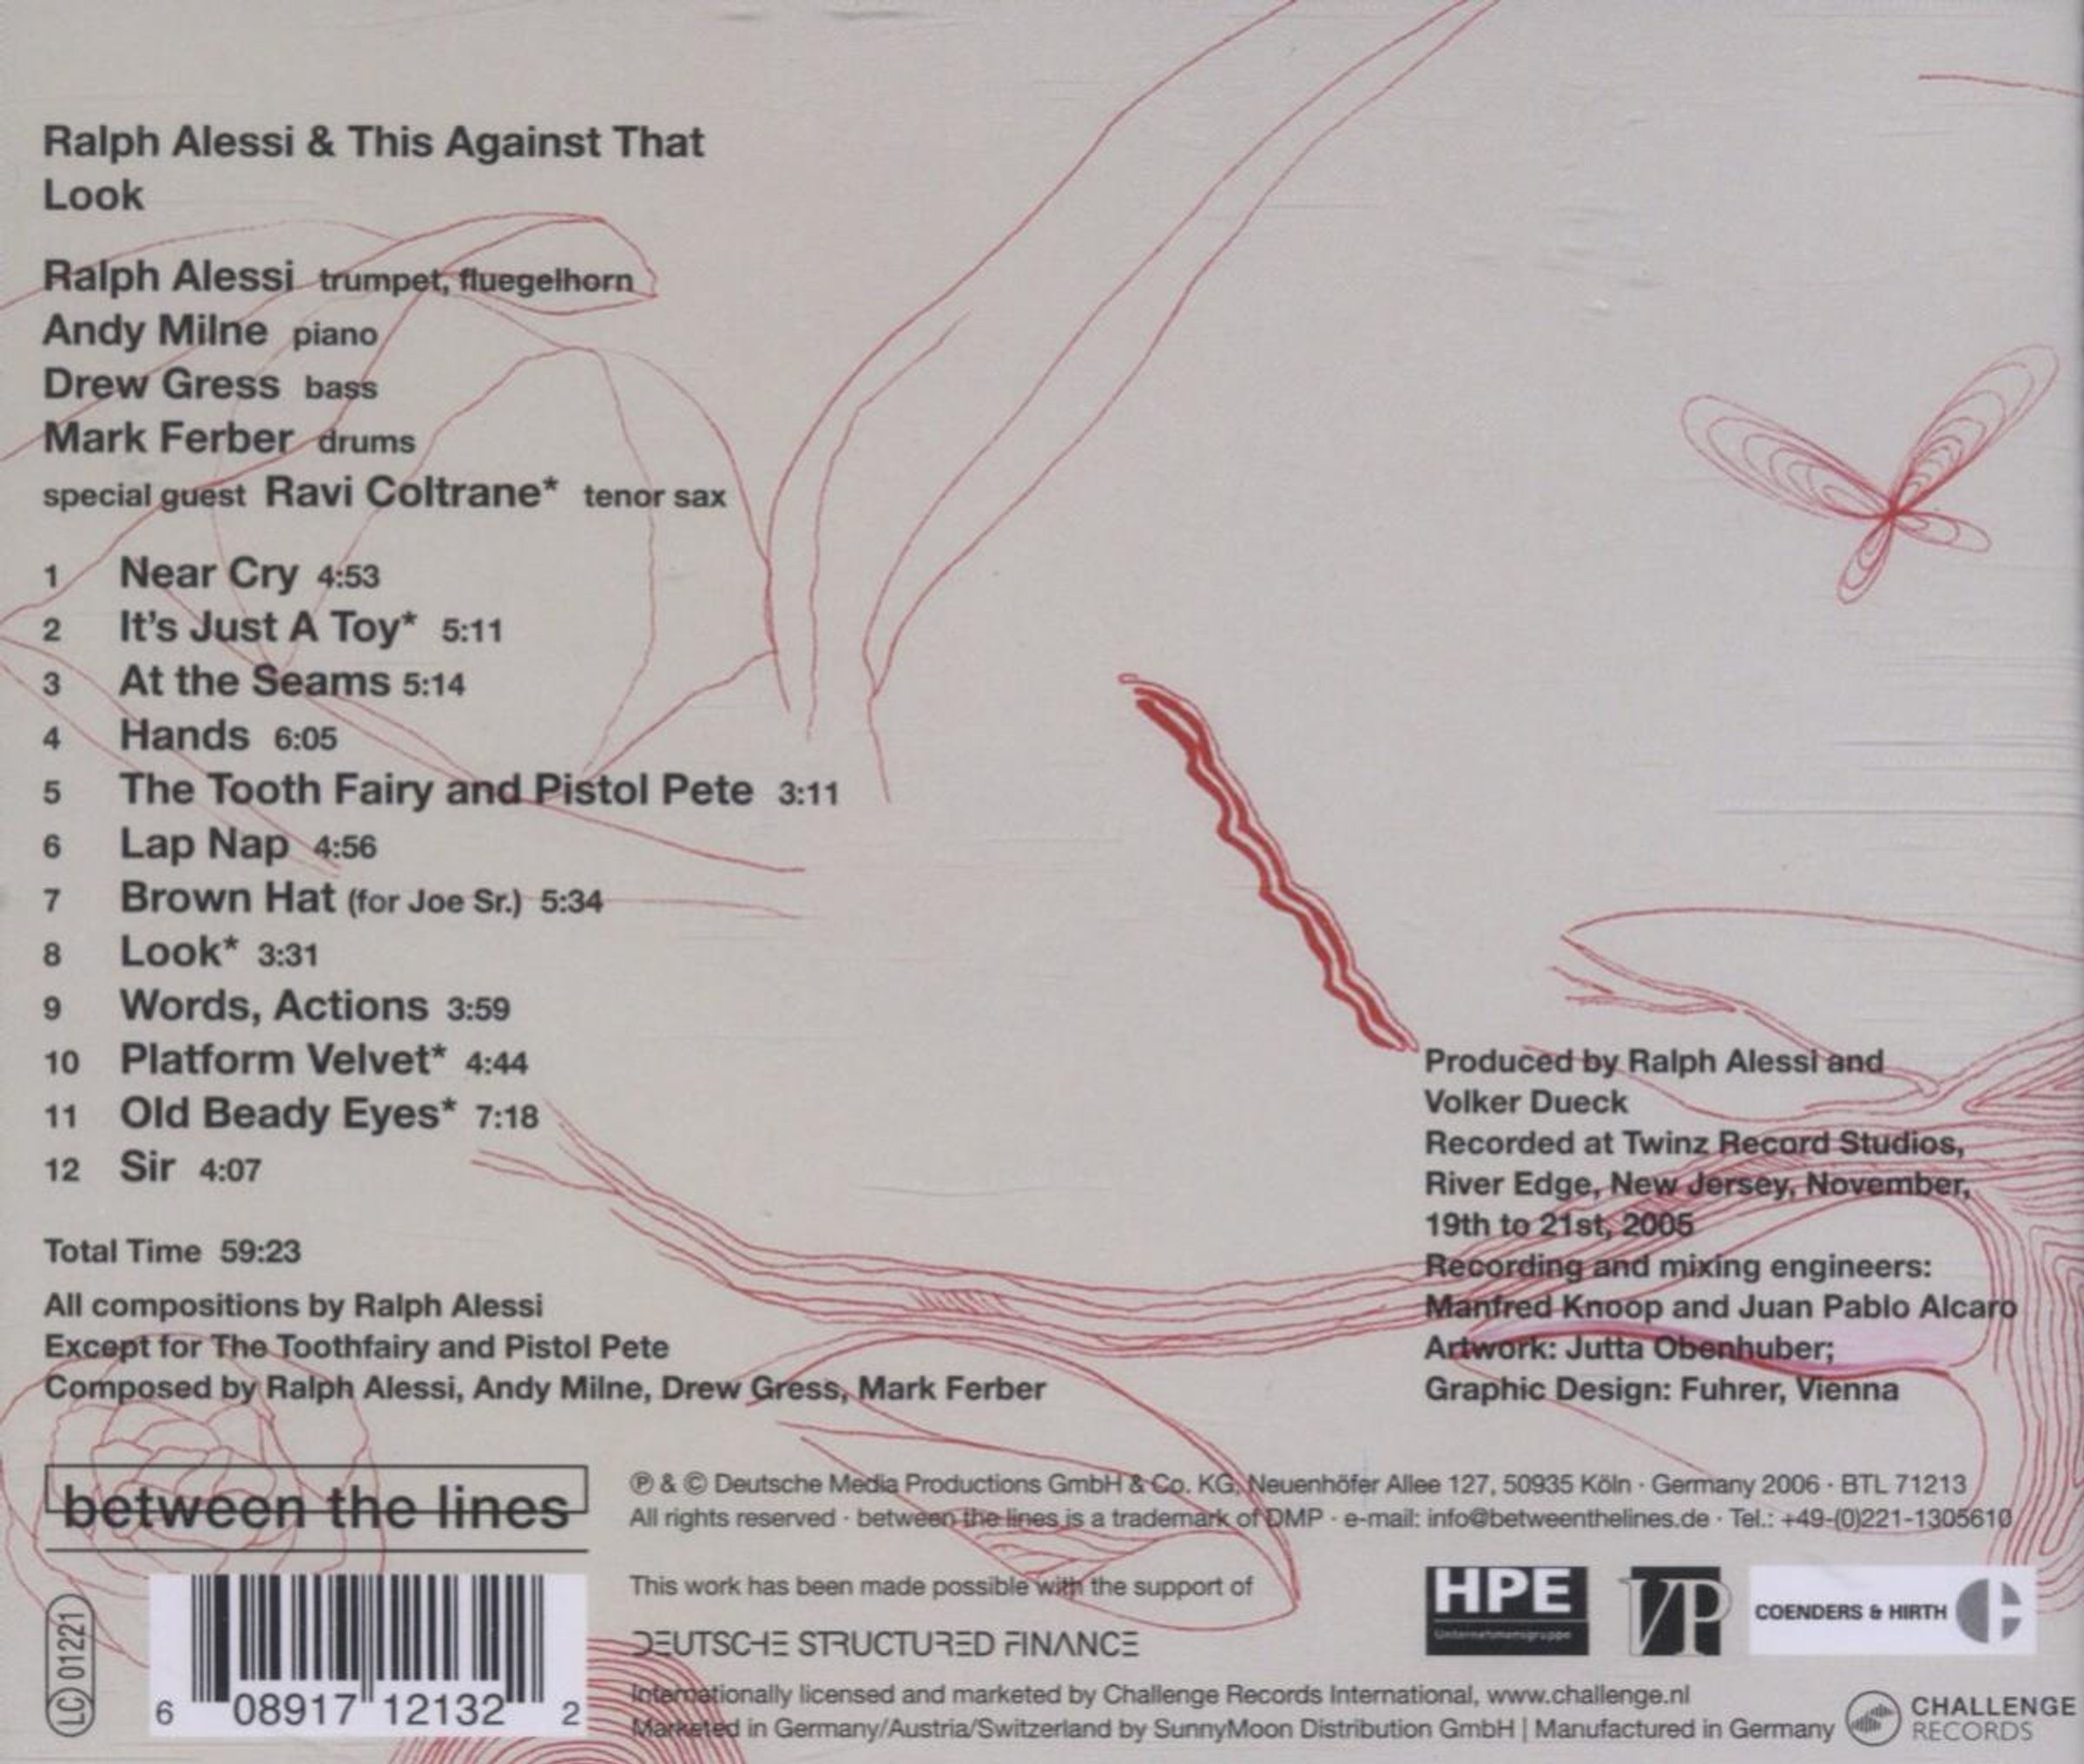 Ralph Alessi & This Against That
Look
Ralph Alessi trumpet, fluegelhorn
Andy Milne piano
Drew Gress bass
Mark Ferber drums
special guest Ravi Coltrane* tenor sax
1 Near Cry 4:53
2 It's Just A Toy* 5:11
3 At the Seams 5:14
4 Hands 6:05
5 The Tooth Fairy and Pistol Pete 3:11
6 Lap Nap 4:56
7 Brown Hat (for Joe Sr.) 5:34
8 Look* 3:31
9 Words, Actions 3:59
10 Platform Velvet* 4:44
11 Old Beady Eyes* 7:18
12 Sir 4:07
Total Time 59:23
All compositions by Ralph Alessi
Except for The Toothfairy and Pistol Pete
Composed by Ralph Alessi, Andy Milne, Drew Gress, Mark Ferber
Produced by Ralph Alessi and
Volker Dueck
Recorded at Twinz Record Studios,
River Edge, New Jersey, November,
19th to 21st, 2005
Recording and mixing engineers:
Manfred Knoop and Juan Pablo Alcaro
Artwork: Jutta Obenhuber;
Graphic Design: Fuhrer, Vienna
between the lines
℗ & © Deutsche Media Productions GmbH & Co. KG, Neuenhöfer Allee 127, 50935 Köln · Germany 2006 · BTL 71213
All rights reserved · between the lines is a trademark of DMP · e-mail: info@betweenthelines.de · Tel.: +49-(0)221-1305610
This work has been made possible with the support of
DEUTSCHE STRUCTURED FINANCE
HPE
Unternehmensgruppe
VP
COENDERS & HIRTH
LC 01221
6 08917 12132 2
Internationally licensed and marketed by Challenge Records International, www.challenge.nl
Marketed in Germany/Austria/Switzerland by SunnyMoon Distribution GmbH | Manufactured in Germany
CHALLENGE
RECORDS